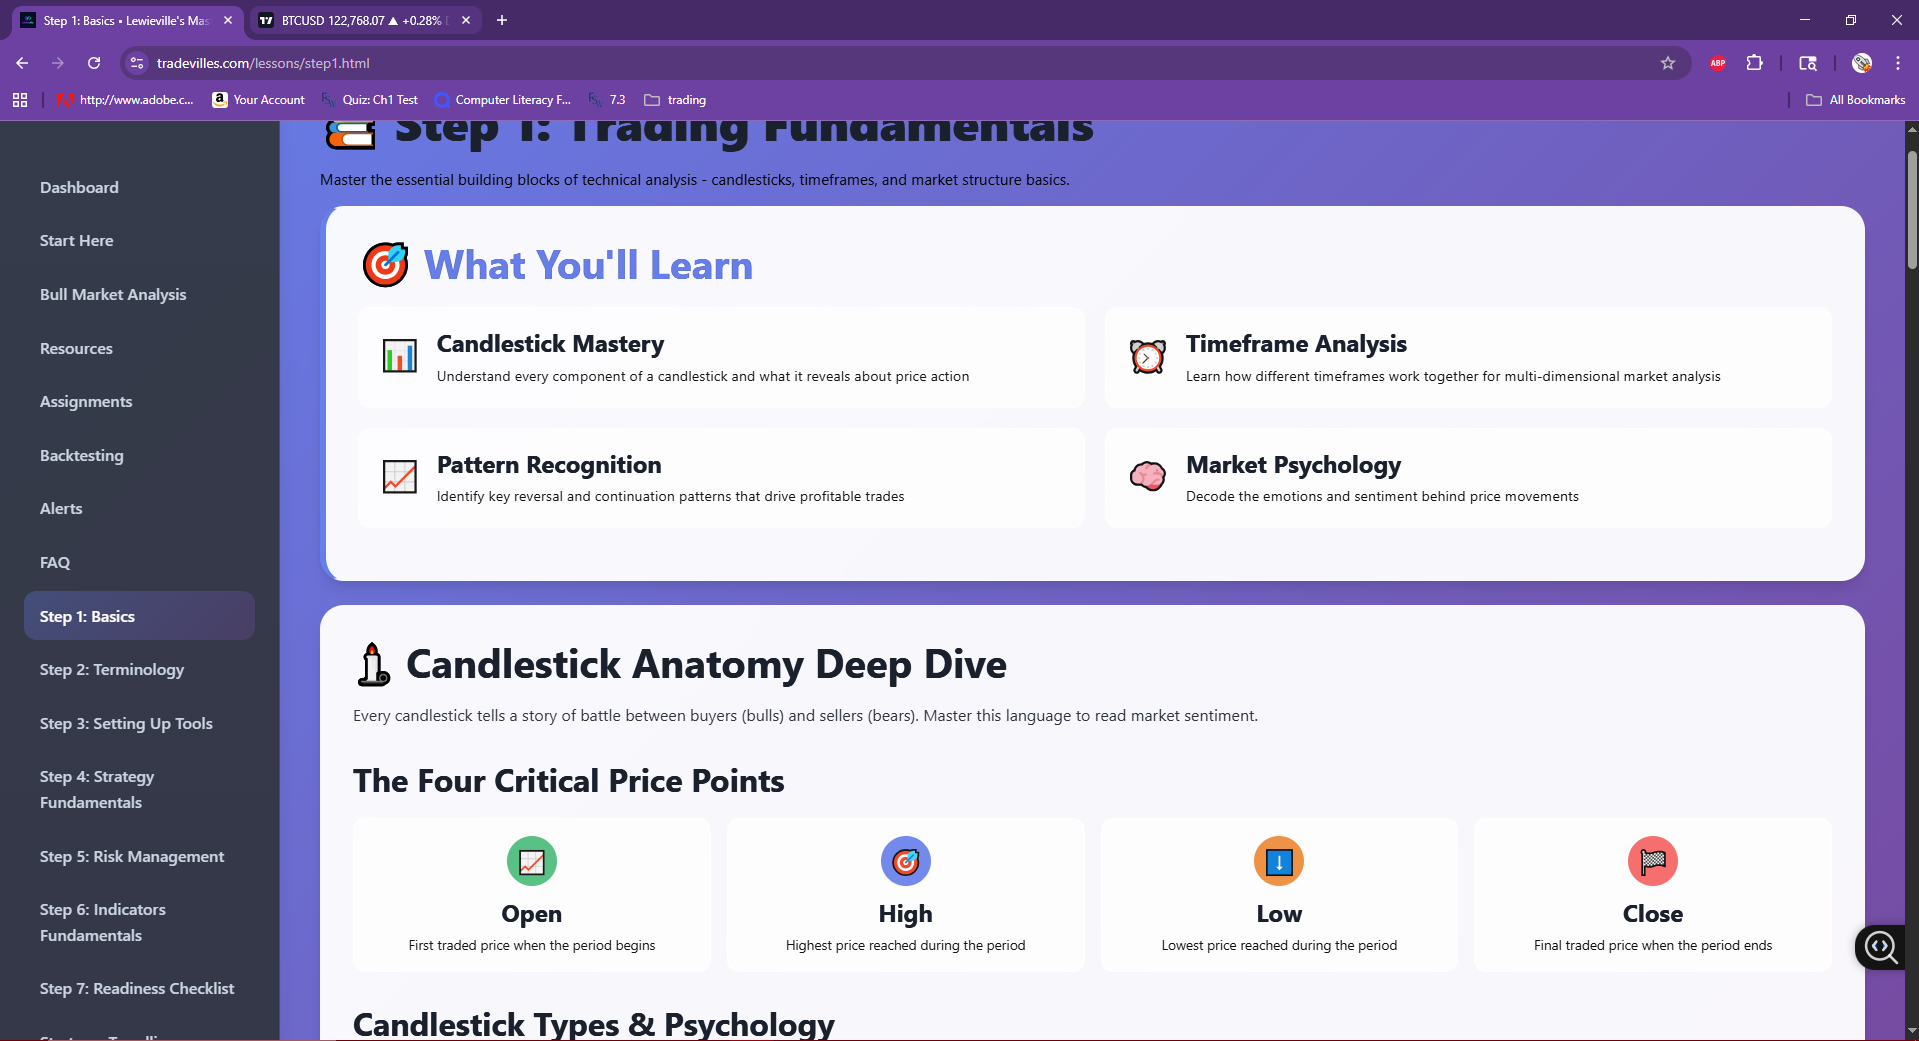 Step 1: Basics • Lewieville's Mas
BTCUSD 122,768.07 ▲ +0.28%
tradevilles.com/lessons/step1.html
ABP
http://www.adobe.c...
Your Account
Quiz: Ch1 Test
Computer Literacy F...
7.3
trading
All Bookmarks
Dashboard
Start Here
Bull Market Analysis
Resources
Assignments
Backtesting
Alerts
FAQ
Step 1: Basics
Step 2: Terminology
Step 3: Setting Up Tools
Step 4: Strategy
Fundamentals
Step 5: Risk Management
Step 6: Indicators
Fundamentals
Step 7: Readiness Checklist
Step 1: Trading Fundamentals
Master the essential building blocks of technical analysis - candlesticks, timeframes, and market structure basics.
What You'll Learn
Candlestick Mastery
Understand every component of a candlestick and what it reveals about price action
Timeframe Analysis
Learn how different timeframes work together for multi-dimensional market analysis
Pattern Recognition
Identify key reversal and continuation patterns that drive profitable trades
Market Psychology
Decode the emotions and sentiment behind price movements
Candlestick Anatomy Deep Dive
Every candlestick tells a story of battle between buyers (bulls) and sellers (bears). Master this language to read market sentiment.
The Four Critical Price Points
Open
First traded price when the period begins
High
Highest price reached during the period
Low
Lowest price reached during the period
Close
Final traded price when the period ends
Candlestick Types & Psychology